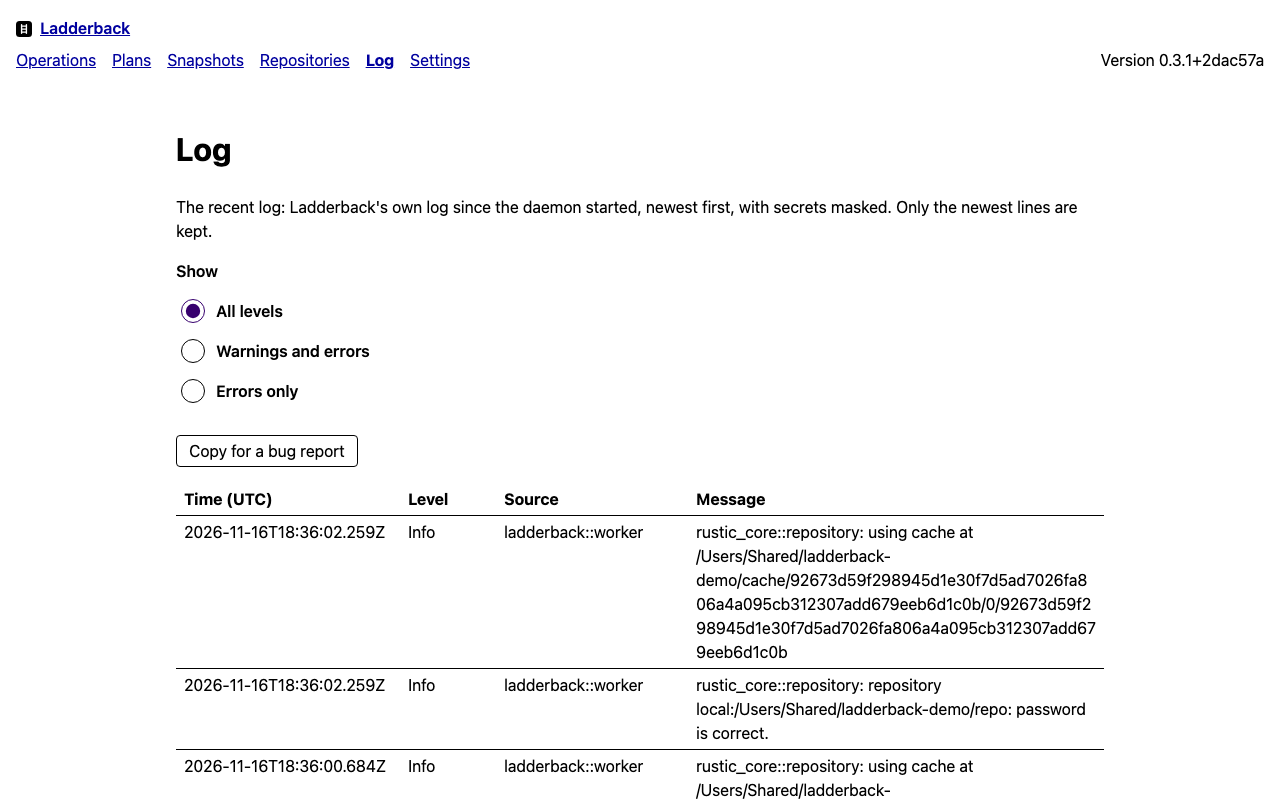 Ladderback
Operations Plans Snapshots Repositories Log Settings Version 0.3.1+2dac57a
Log
The recent log: Ladderback's own log since the daemon started, newest first, with secrets masked. Only the newest lines are
kept.
Show
All levels
Warnings and errors
Errors only
Copy for a bug report
Time (UTC) Level Source Message
2026-11-16T18:36:02.259Z Info ladderback::worker rustic_core::repository: using cache at
/Users/Shared/ladderback-
demo/cache/92673d59f298945d1e30f7d5ad7026fa8
06a4a095cb312307add679eeb6d1c0b/0/92673d59f2
98945d1e30f7d5ad7026fa806a4a095cb312307add67
9eeb6d1c0b
2026-11-16T18:36:02.259Z Info ladderback::worker rustic_core::repository: repository
local:/Users/Shared/ladderback-demo/repo: password
is correct.
2026-11-16T18:36:00.684Z Info ladderback::worker rustic_core::repository: using cache at
/Users/Shared/ladderback-